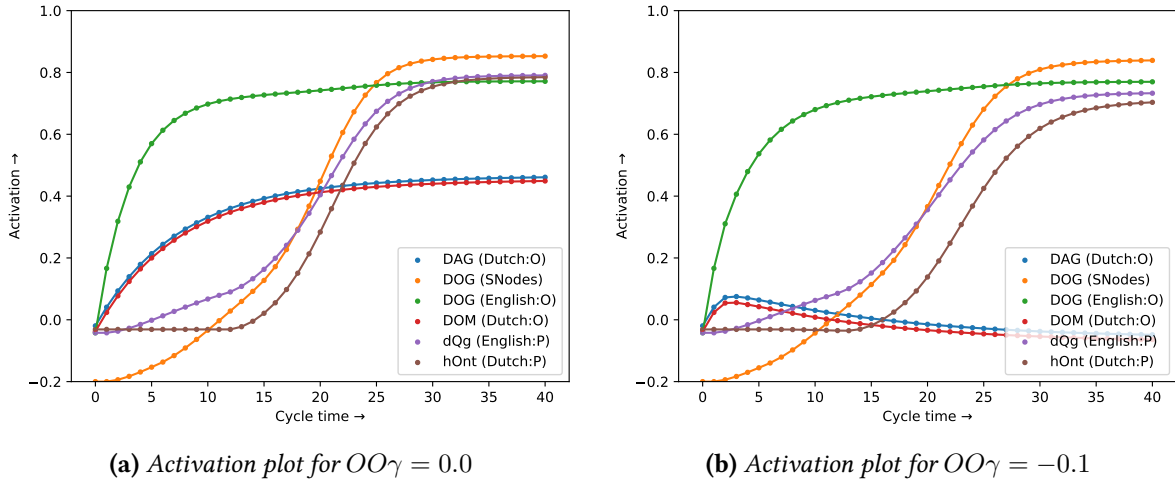 1.0
0.8
0.6
0.4
0.2
0.0
−0.2
Activation →
0 5 10 15 20 25 30 35 40
Cycle time →
DAG (Dutch:O)
DOG (SNodes)
DOG (English:O)
DOM (Dutch:O)
dQg (English:P)
hOnt (Dutch:P)
(a) Activation plot for OOγ = 0.0
1.0
0.8
0.6
0.4
0.2
0.0
−0.2
Activation →
0 5 10 15 20 25 30 35 40
Cycle time →
DAG (Dutch:O)
DOG (SNodes)
DOG (English:O)
DOM (Dutch:O)
dQg (English:P)
hOnt (Dutch:P)
(b) Activation plot for OOγ = −0.1